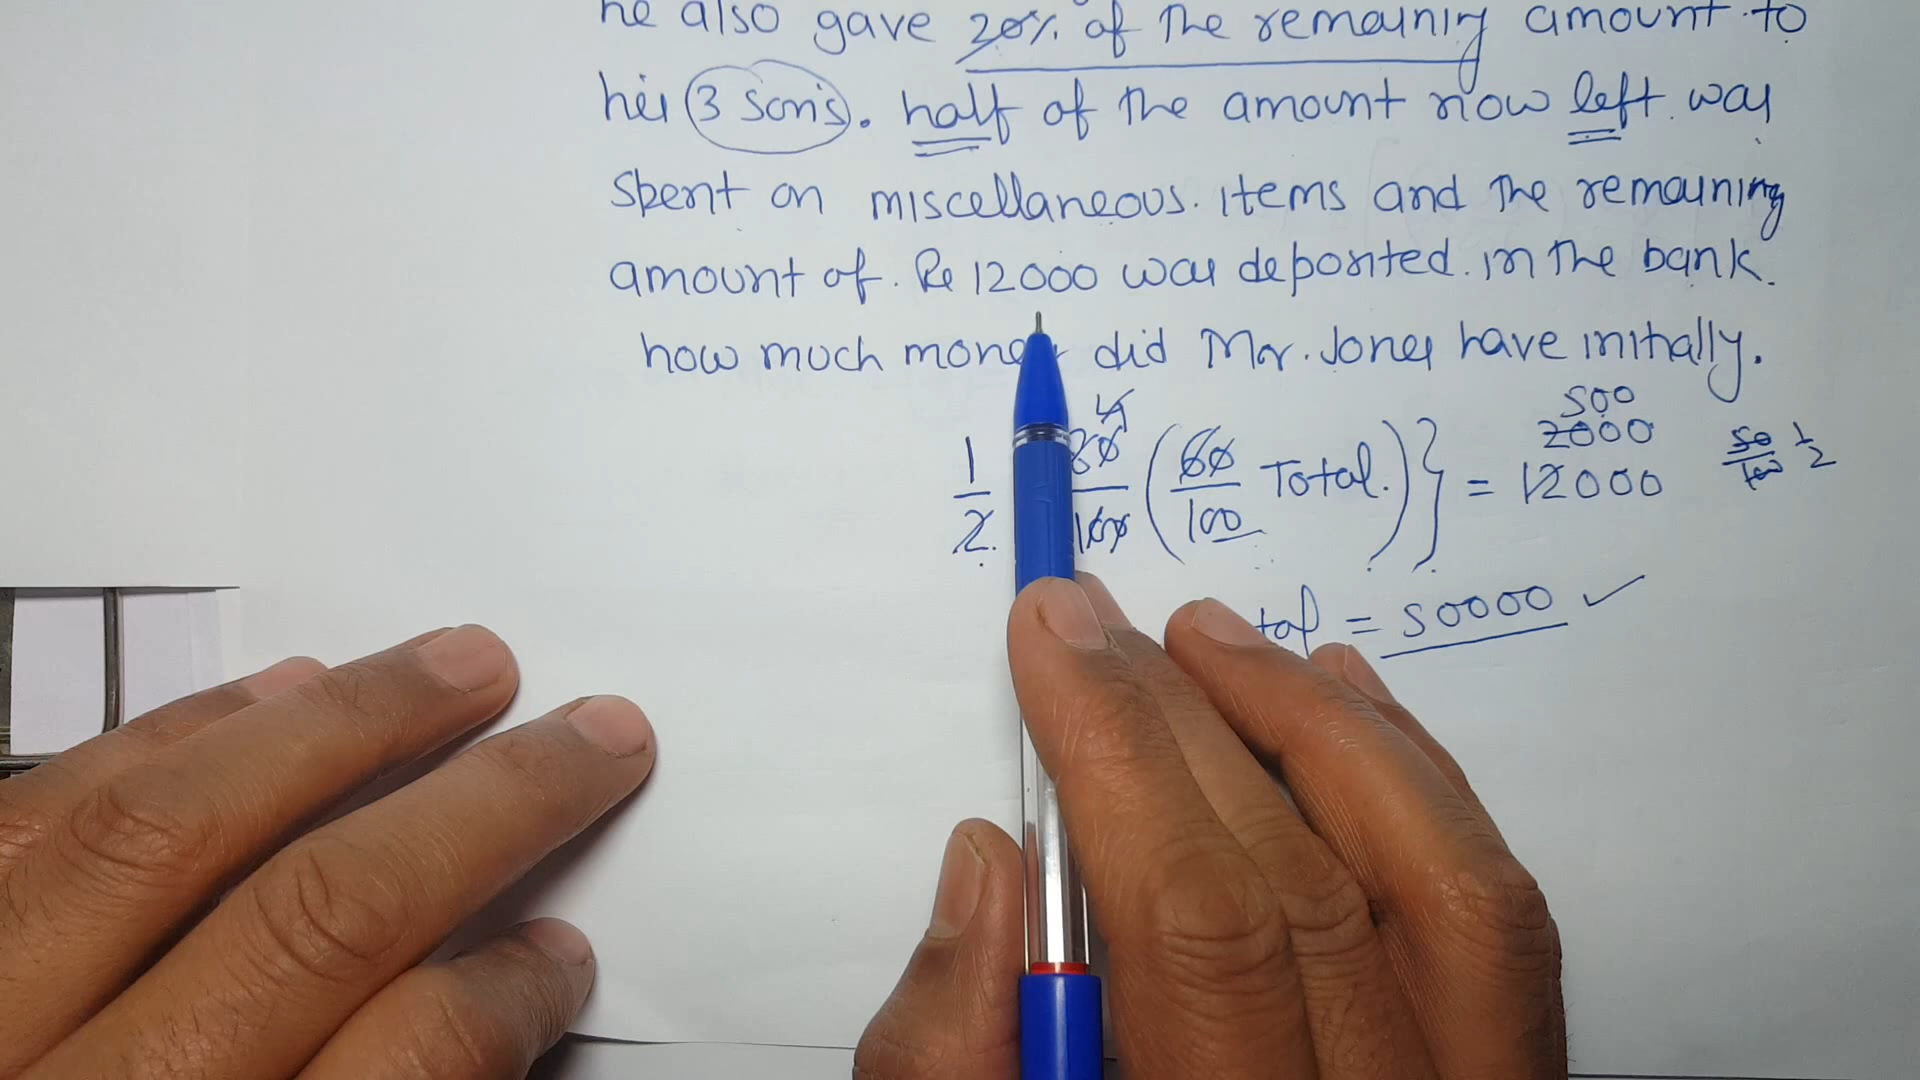 he also gave 20% of the remaining amount to
his 3 son's. half of the amount now left was
spent on miscellaneous. items and the remaining
amount of. Rs 12000 was deposited. in the bank.
how much money did Mr. Jones have initially.
1/2 80/100 (60/100 Total.)} = 12000
4
500
2000
50/100 1/2
tal = 50000 ✓